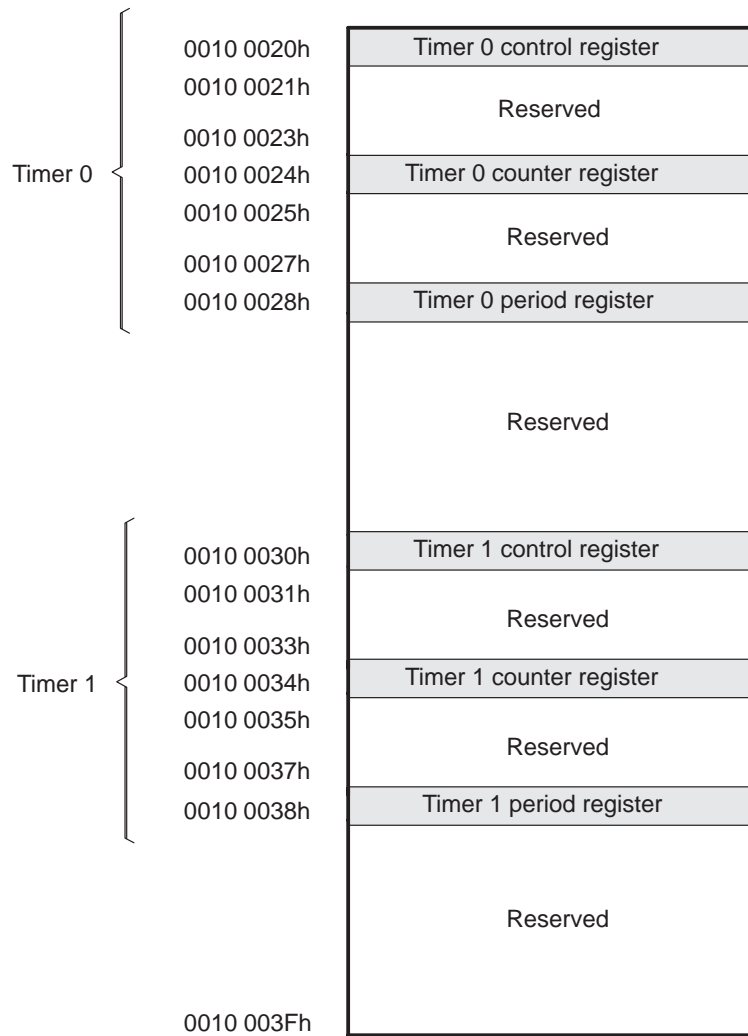 0010 0020h Timer 0 control register
0010 0021h
Reserved
0010 0023h
Timer 0 0010 0024h Timer 0 counter register
0010 0025h
Reserved
0010 0027h
0010 0028h Timer 0 period register
Reserved
0010 0030h Timer 1 control register
0010 0031h
Reserved
0010 0033h
Timer 1 0010 0034h Timer 1 counter register
0010 0035h
Reserved
0010 0037h
0010 0038h Timer 1 period register
Reserved
0010 003Fh